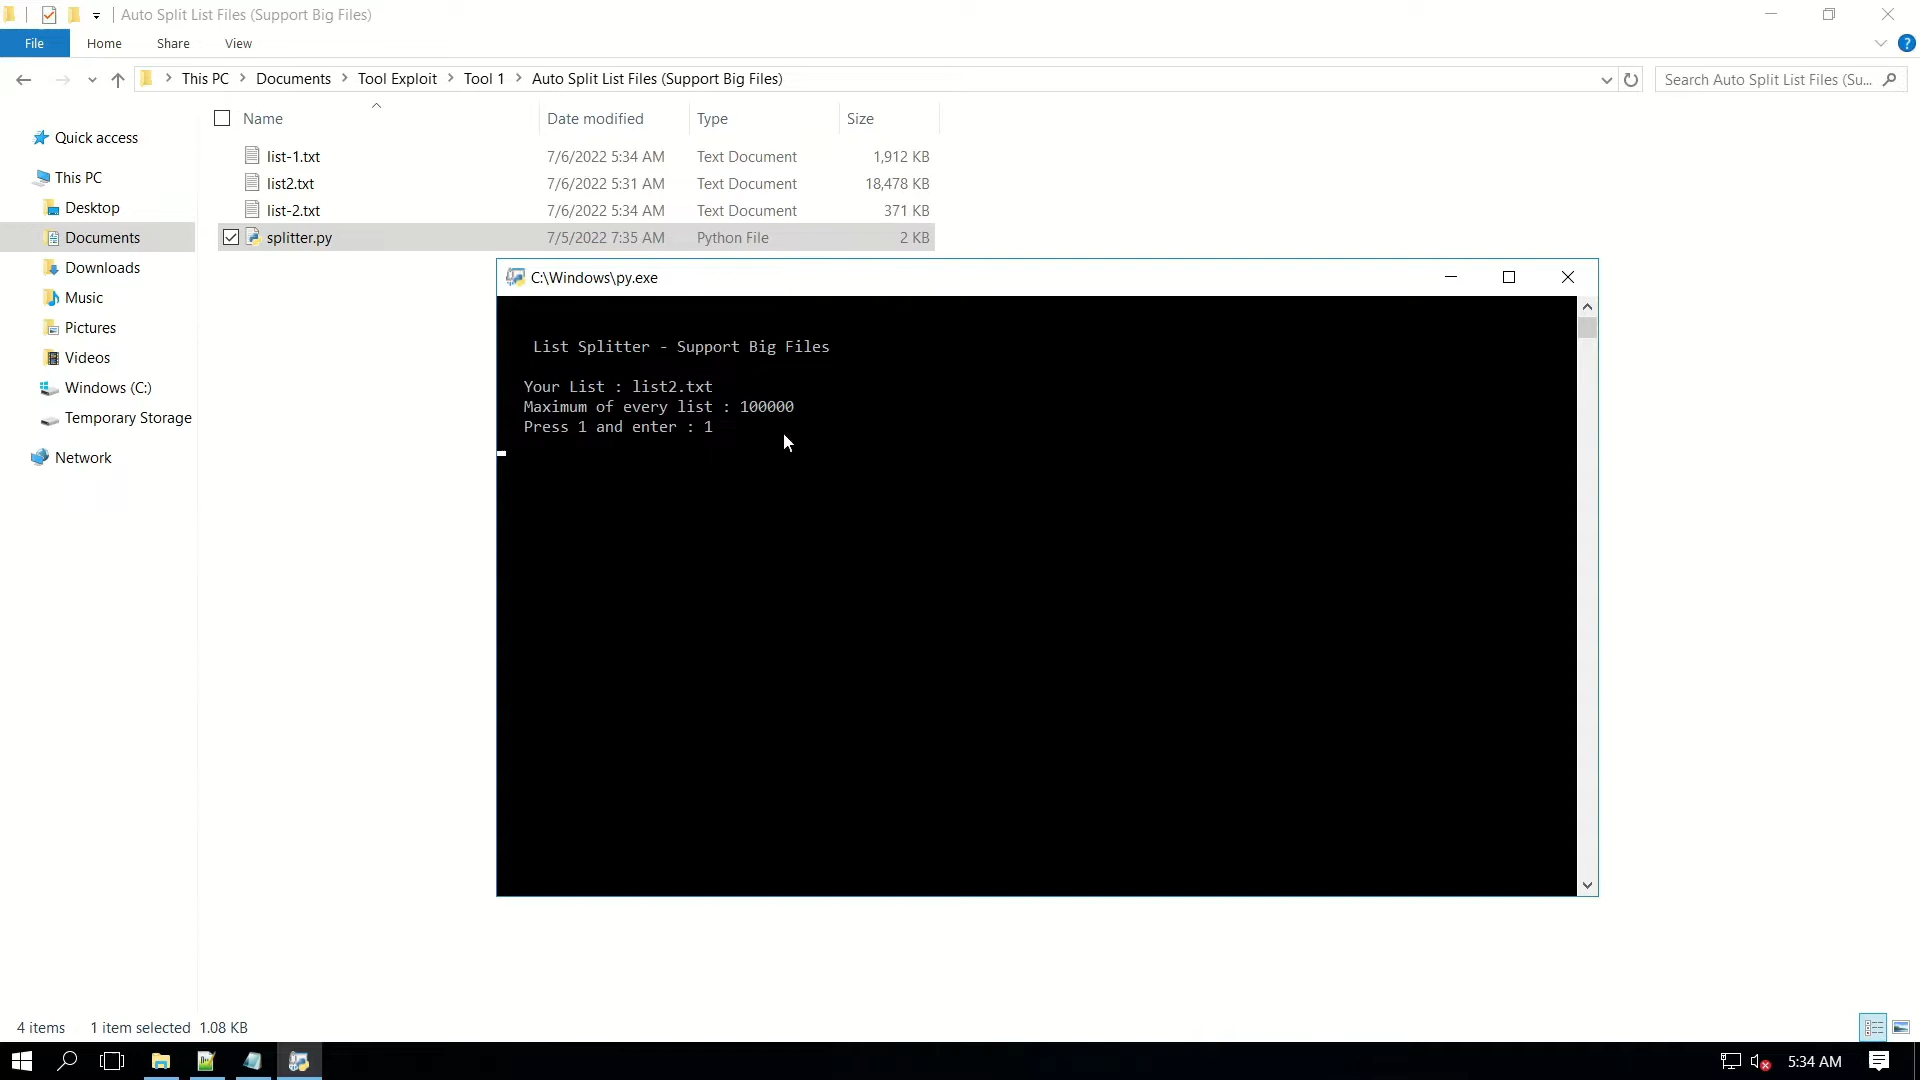 Auto Split List Files (Support Big Files)
File Home Share View
This PC Documents Tool Exploit Tool 1 Auto Split List Files (Support Big Files)
Search Auto Split List Files (Su...
Name Date modified Type Size
list-1.txt 7/6/2022 5:34 AM Text Document 1,912 KB
list2.txt 7/6/2022 5:31 AM Text Document 18,478 KB
list-2.txt 7/6/2022 5:34 AM Text Document 371 KB
splitter.py 7/5/2022 7:35 AM Python File 2 KB
Quick access
This PC
Desktop
Documents
Downloads
Music
Pictures
Videos
Windows (C:)
Temporary Storage
Network
C:\Windows\py.exe
List Splitter - Support Big Files
Your List : list2.txt
Maximum of every list : 100000
Press 1 and enter : 1
4 items 1 item selected 1.08 KB
5:34 AM